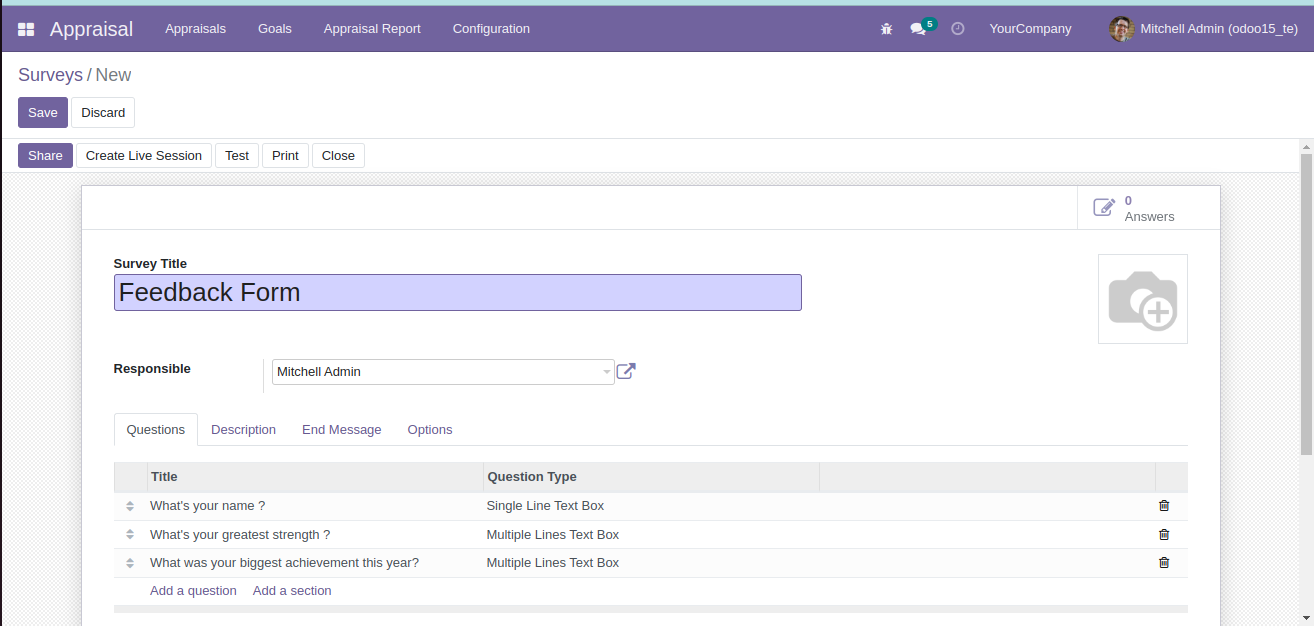 Appraisal Appraisals Goals Appraisal Report Configuration 5 YourCompany Mitchell Admin (odoo15_te)
Surveys / New
Save Discard
Share Create Live Session Test Print Close
0
Answers
Survey Title
Feedback Form
Responsible Mitchell Admin
Questions Description End Message Options
Title Question Type
What's your name ? Single Line Text Box
What's your greatest strength ? Multiple Lines Text Box
What was your biggest achievement this year? Multiple Lines Text Box
Add a question Add a section